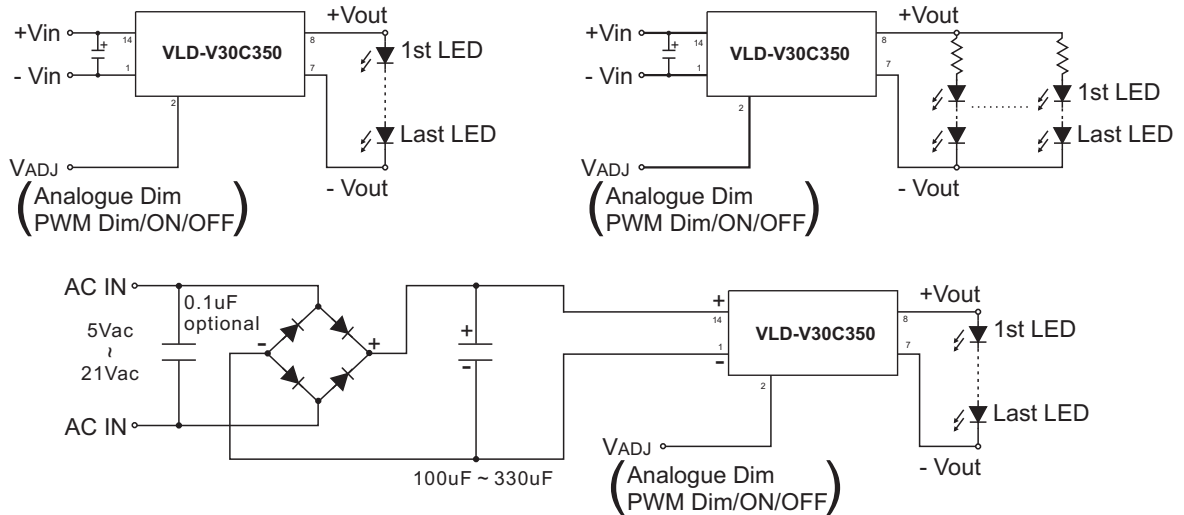 +Vin
- Vin
14
1
VLD-V30C350
2
8
7
+Vout
1st LED
Last LED
- Vout
VADJ
(Analogue Dim
PWM Dim/ON/OFF)
+Vin
- Vin
14
1
VLD-V30C350
2
8
7
+Vout
1st LED
Last LED
- Vout
VADJ
(Analogue Dim
PWM Dim/ON/OFF)
AC IN
5Vac
~
21Vac
AC IN
0.1uF
optional
-
+
+
-
100uF ~ 330uF
+
14
1
-
VLD-V30C350
2
8
7
+Vout
1st LED
Last LED
- Vout
VADJ
(Analogue Dim
PWM Dim/ON/OFF)